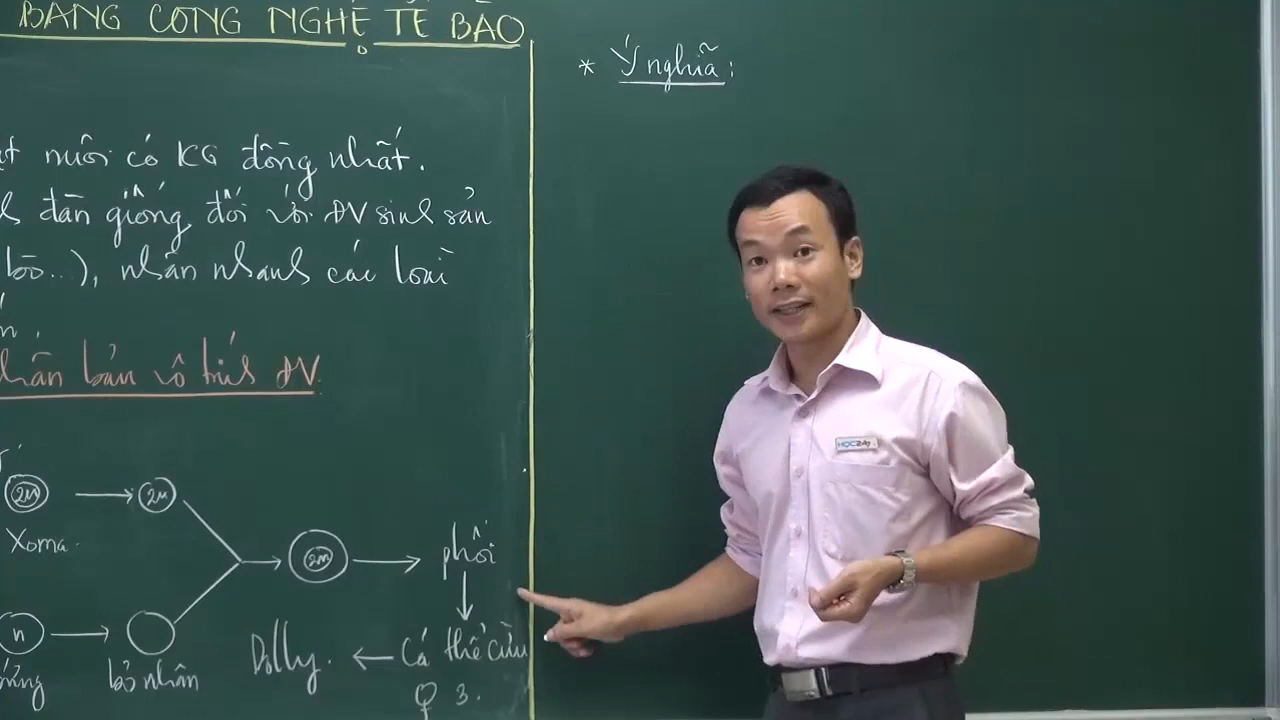 BẰNG CÔNG NGHỆ TẾ BÀO
nuôi có KG đồng nhất.
đàn giống đối với ĐV sinh sản
bò..), nhân nhanh các loài
nhân bản vô tính ĐV.
2n → 2n
Xoma.
2n → phôi
n →
trứng bỏ nhân
Dolly. ← Cá thể cừu
♀ 3.
* Ý nghĩa:
HOC247